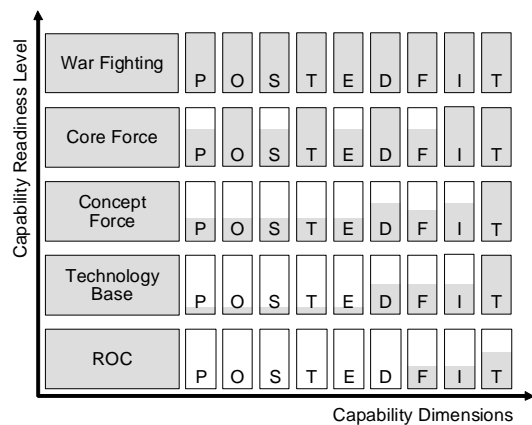 Capability Readiness Level
War Fighting
P O S T E D F I T
Core Force
P O S T E D F I T
Concept
Force
P O S T E D F I T
Technology
Base
P O S T E D F I T
ROC
P O S T E D F I T
Capability Dimensions